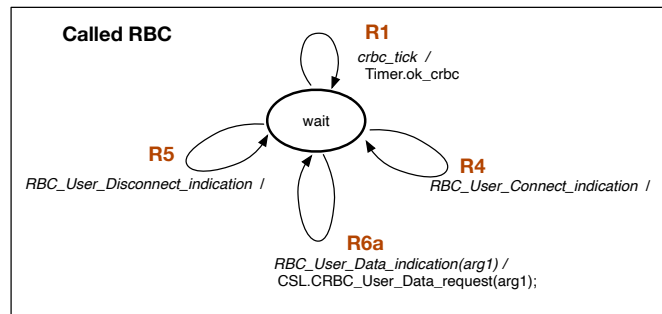 Called RBC
R1
crbc_tick /
Timer.ok_crbc
wait
R5
RBC_User_Disconnect_indication /
R4
RBC_User_Connect_indication /
R6a
RBC_User_Data_indication(arg1) /
CSL.CRBC_User_Data_request(arg1);